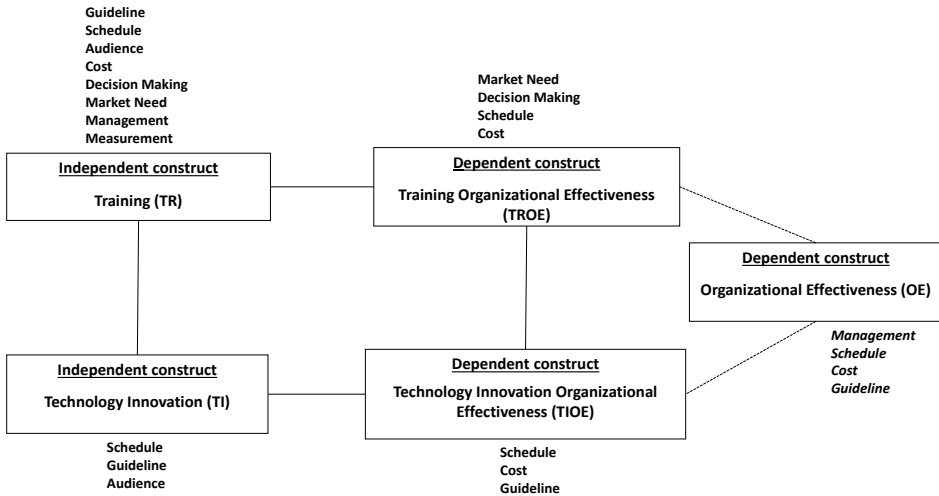 Guideline
Schedule
Audience
Cost
Decision Making
Market Need
Management
Measurement
Independent construct
Training (TR)
Market Need
Decision Making
Schedule
Cost
Dependent construct
Training Organizational Effectiveness
(TROE)
Dependent construct
Organizational Effectiveness (OE)
Management
Schedule
Cost
Guideline
Independent construct
Technology Innovation (TI)
Schedule
Guideline
Audience
Dependent construct
Technology Innovation Organizational
Effectiveness (TIOE)
Schedule
Cost
Guideline